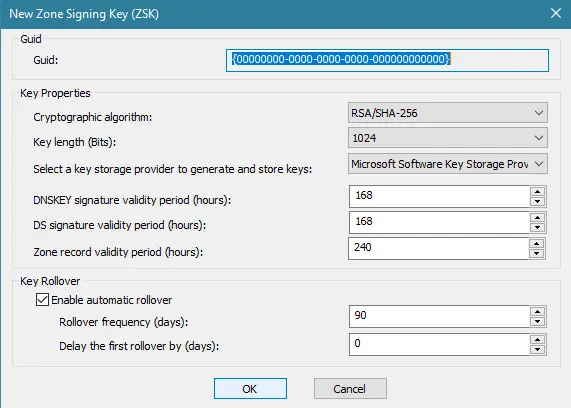 New Zone Signing Key (ZSK)
Guid
Guid: {00000000-0000-0000-0000-000000000000}
Key Properties
Cryptographic algorithm: RSA/SHA-256
Key length (Bits): 1024
Select a key storage provider to generate and store keys: Microsoft Software Key Storage Prov
DNSKEY signature validity period (hours): 168
DS signature validity period (hours): 168
Zone record validity period (hours): 240
Key Rollover
Enable automatic rollover
Rollover frequency (days): 90
Delay the first rollover by (days): 0
OK Cancel